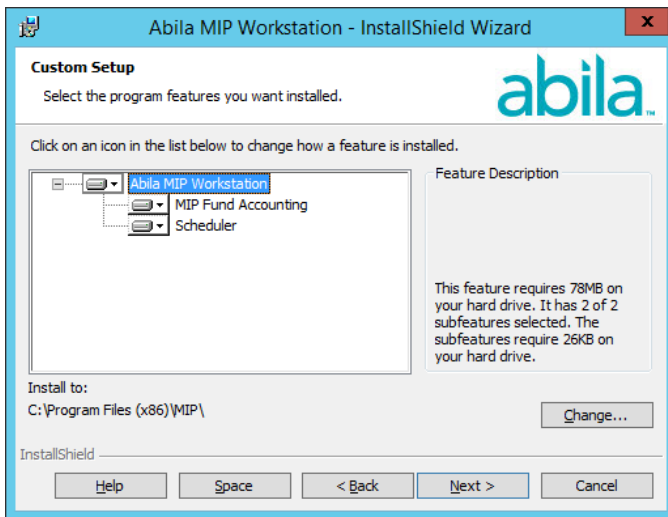 Abila MIP Workstation - InstallShield Wizard
x
Custom Setup
Select the program features you want installed.
abila™
Click on an icon in the list below to change how a feature is installed.
Abila MIP Workstation
MIP Fund Accounting
Scheduler
Feature Description
This feature requires 78MB on
your hard drive. It has 2 of 2
subfeatures selected. The
subfeatures require 26KB on
your hard drive.
Install to:
C:\Program Files (x86)\MIP\
Change...
InstallShield
Help
Space
< Back
Next >
Cancel